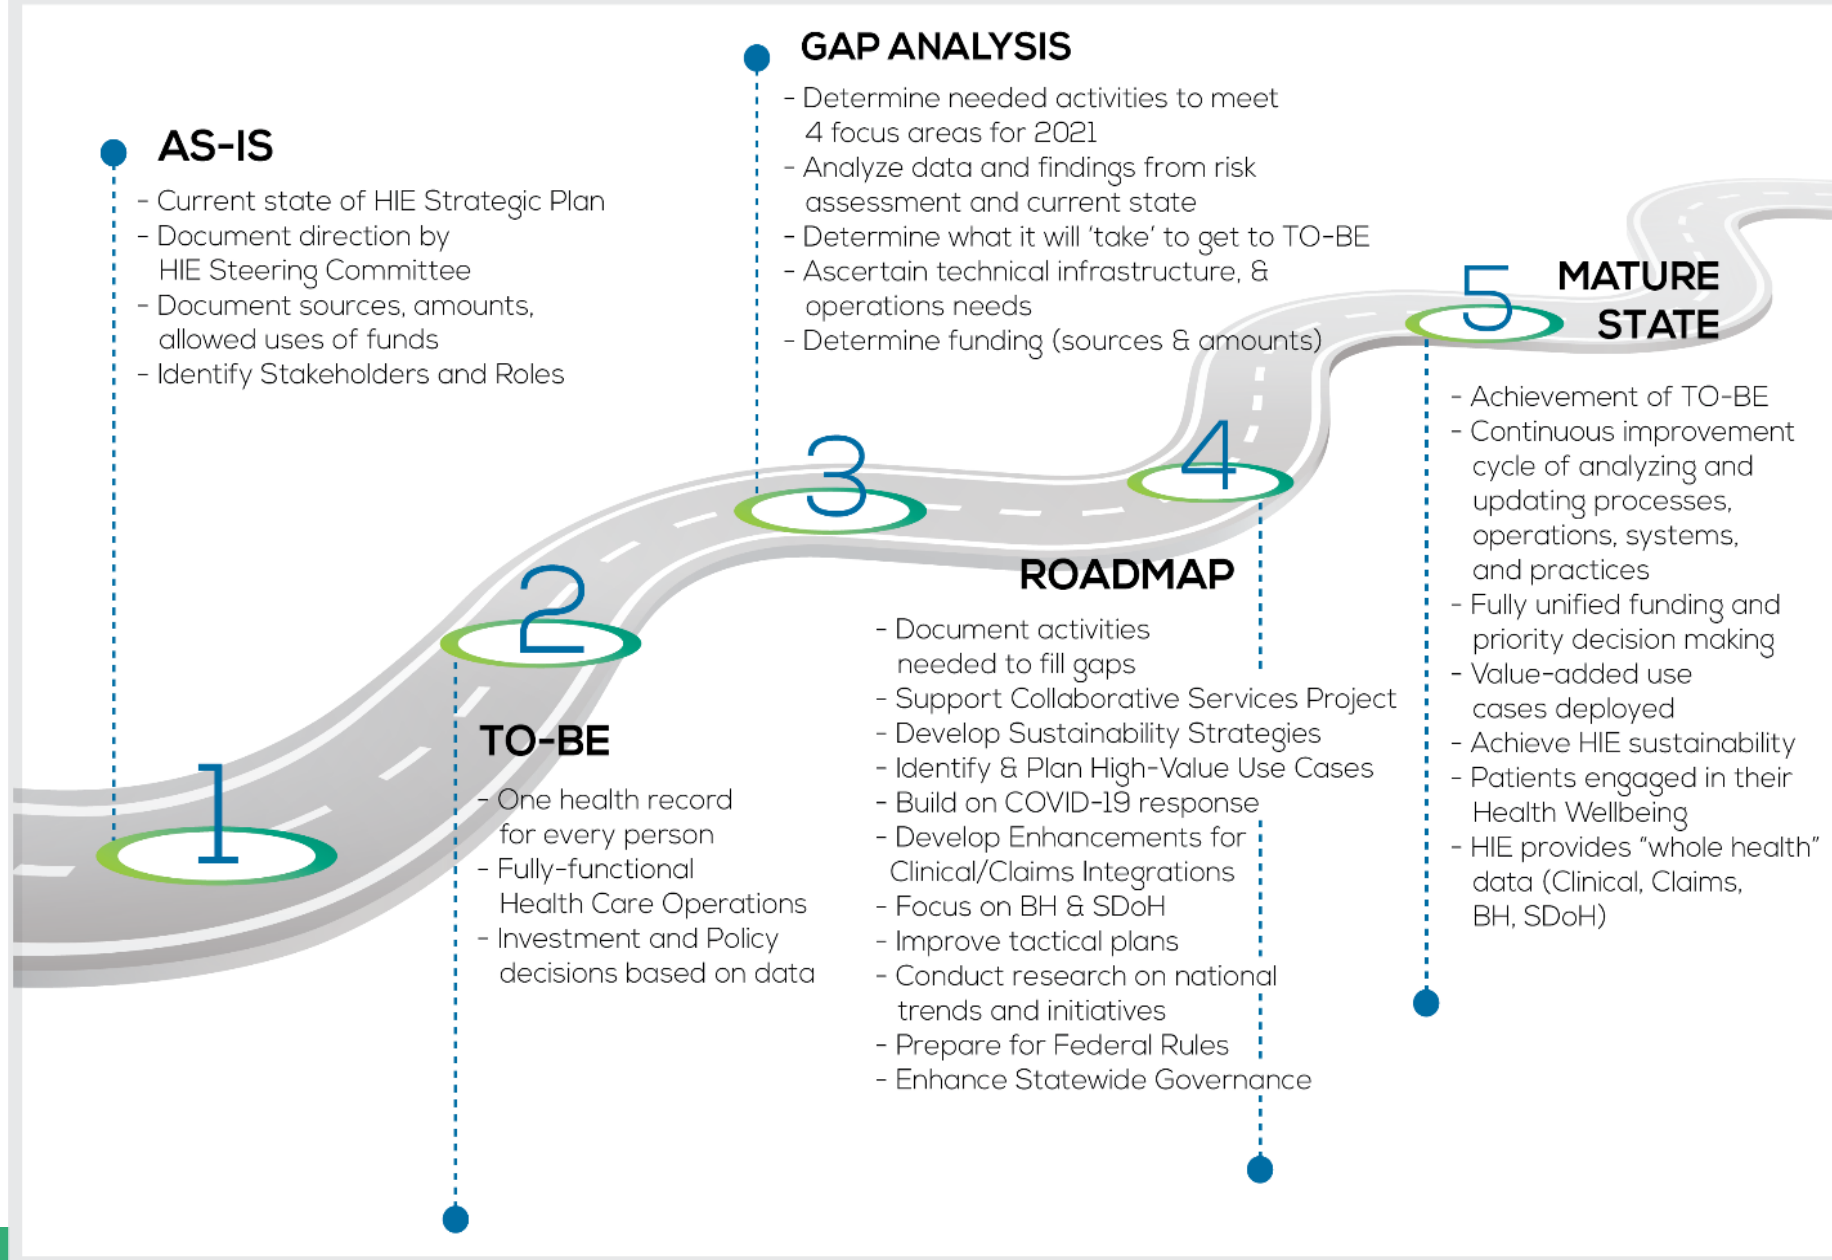 1
AS-IS
- Current state of HIE Strategic Plan
- Document direction by
HIE Steering Committee
- Document sources, amounts,
allowed uses of funds
- Identify Stakeholders and Roles
2
TO-BE
- One health record
for every person
- Fully-functional
Health Care Operations
- Investment and Policy
decisions based on data
3
GAP ANALYSIS
- Determine needed activities to meet
4 focus areas for 2021
- Analyze data and findings from risk
assessment and current state
- Determine what it will 'take' to get to TO-BE
- Ascertain technical infrastructure, &
operations needs
- Determine funding (sources & amounts)
4
ROADMAP
- Document activities
needed to fill gaps
- Support Collaborative Services Project
- Develop Sustainability Strategies
- Identify & Plan High-Value Use Cases
- Build on COVID-19 response
- Develop Enhancements for
Clinical/Claims Integrations
- Focus on BH & SDoH
- Improve tactical plans
- Conduct research on national
trends and initiatives
- Prepare for Federal Rules
- Enhance Statewide Governance
5
MATURE
STATE
- Achievement of TO-BE
- Continuous improvement
cycle of analyzing and
updating processes,
operations, systems,
and practices
- Fully unified funding and
priority decision making
- Value-added use
cases deployed
- Achieve HIE sustainability
- Patients engaged in their
Health Wellbeing
- HIE provides "whole health"
data (Clinical, Claims,
BH, SDoH)